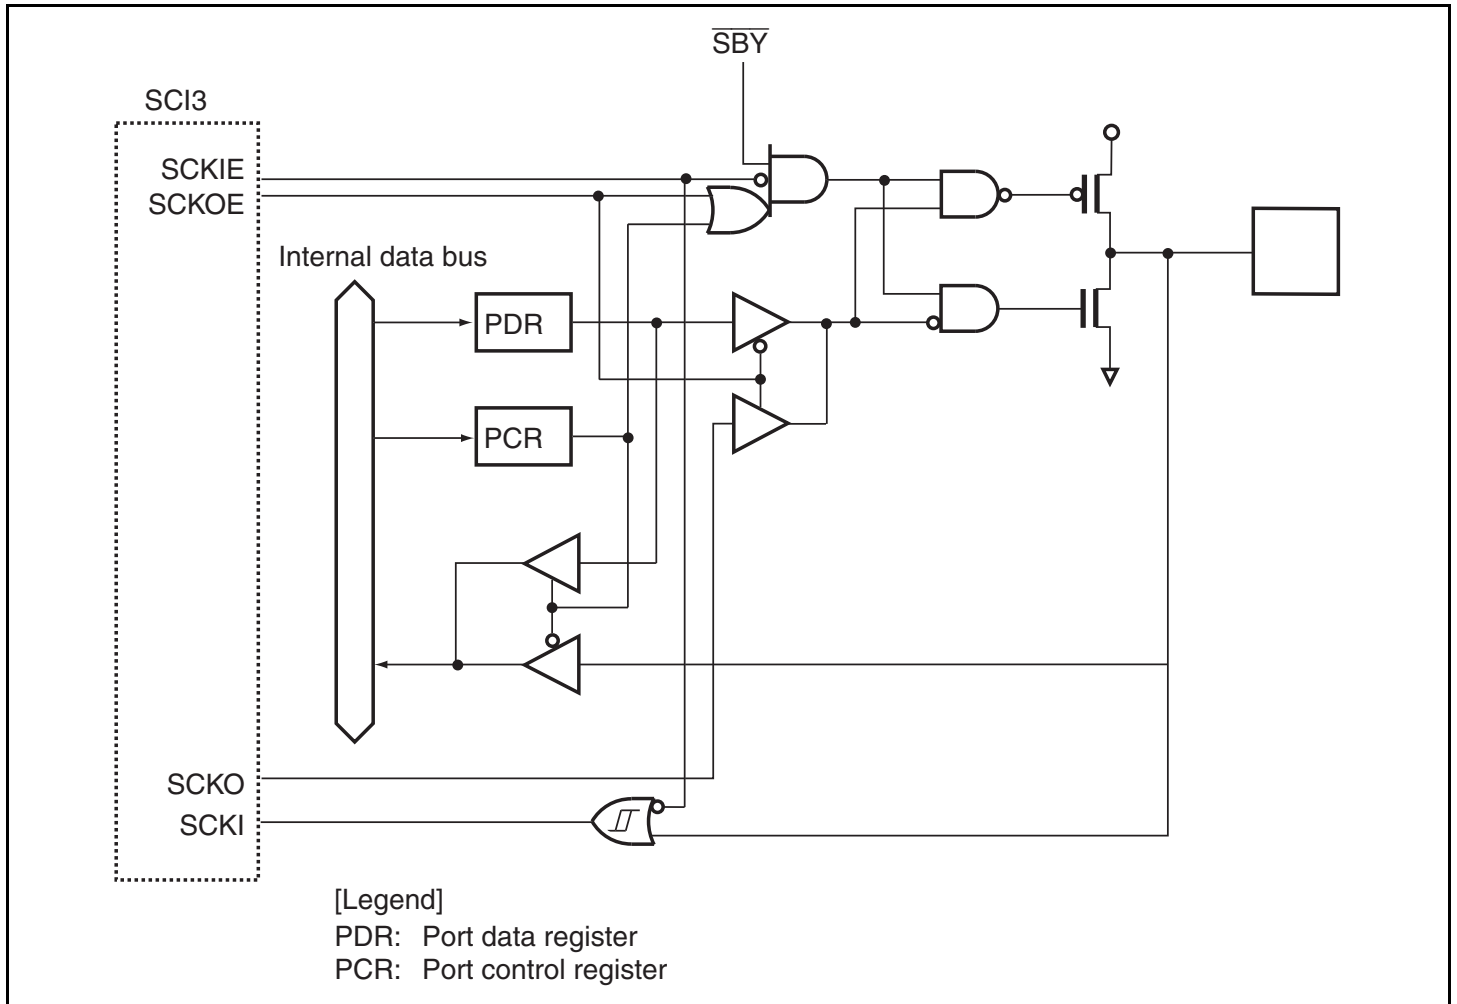 SBY
SCI3
SCKIE
SCKOE
Internal data bus
PDR
PCR
SCKO
SCKI
[Legend]
PDR: Port data register
PCR: Port control register